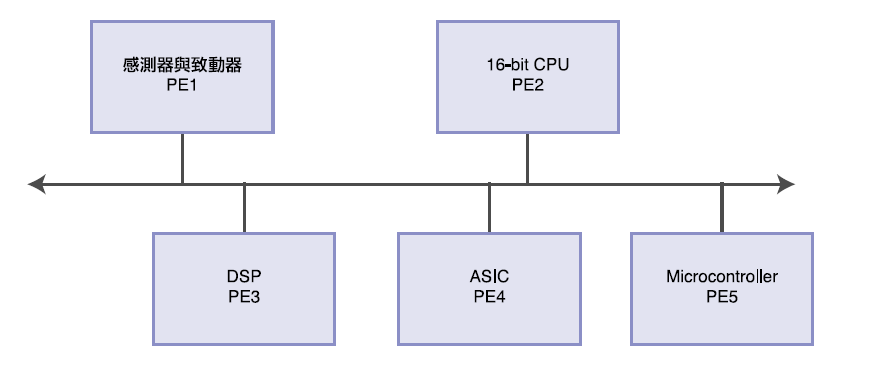 感測器與致動器
PE1
16-bit CPU
PE2
DSP
PE3
ASIC
PE4
Microcontroller
PE5